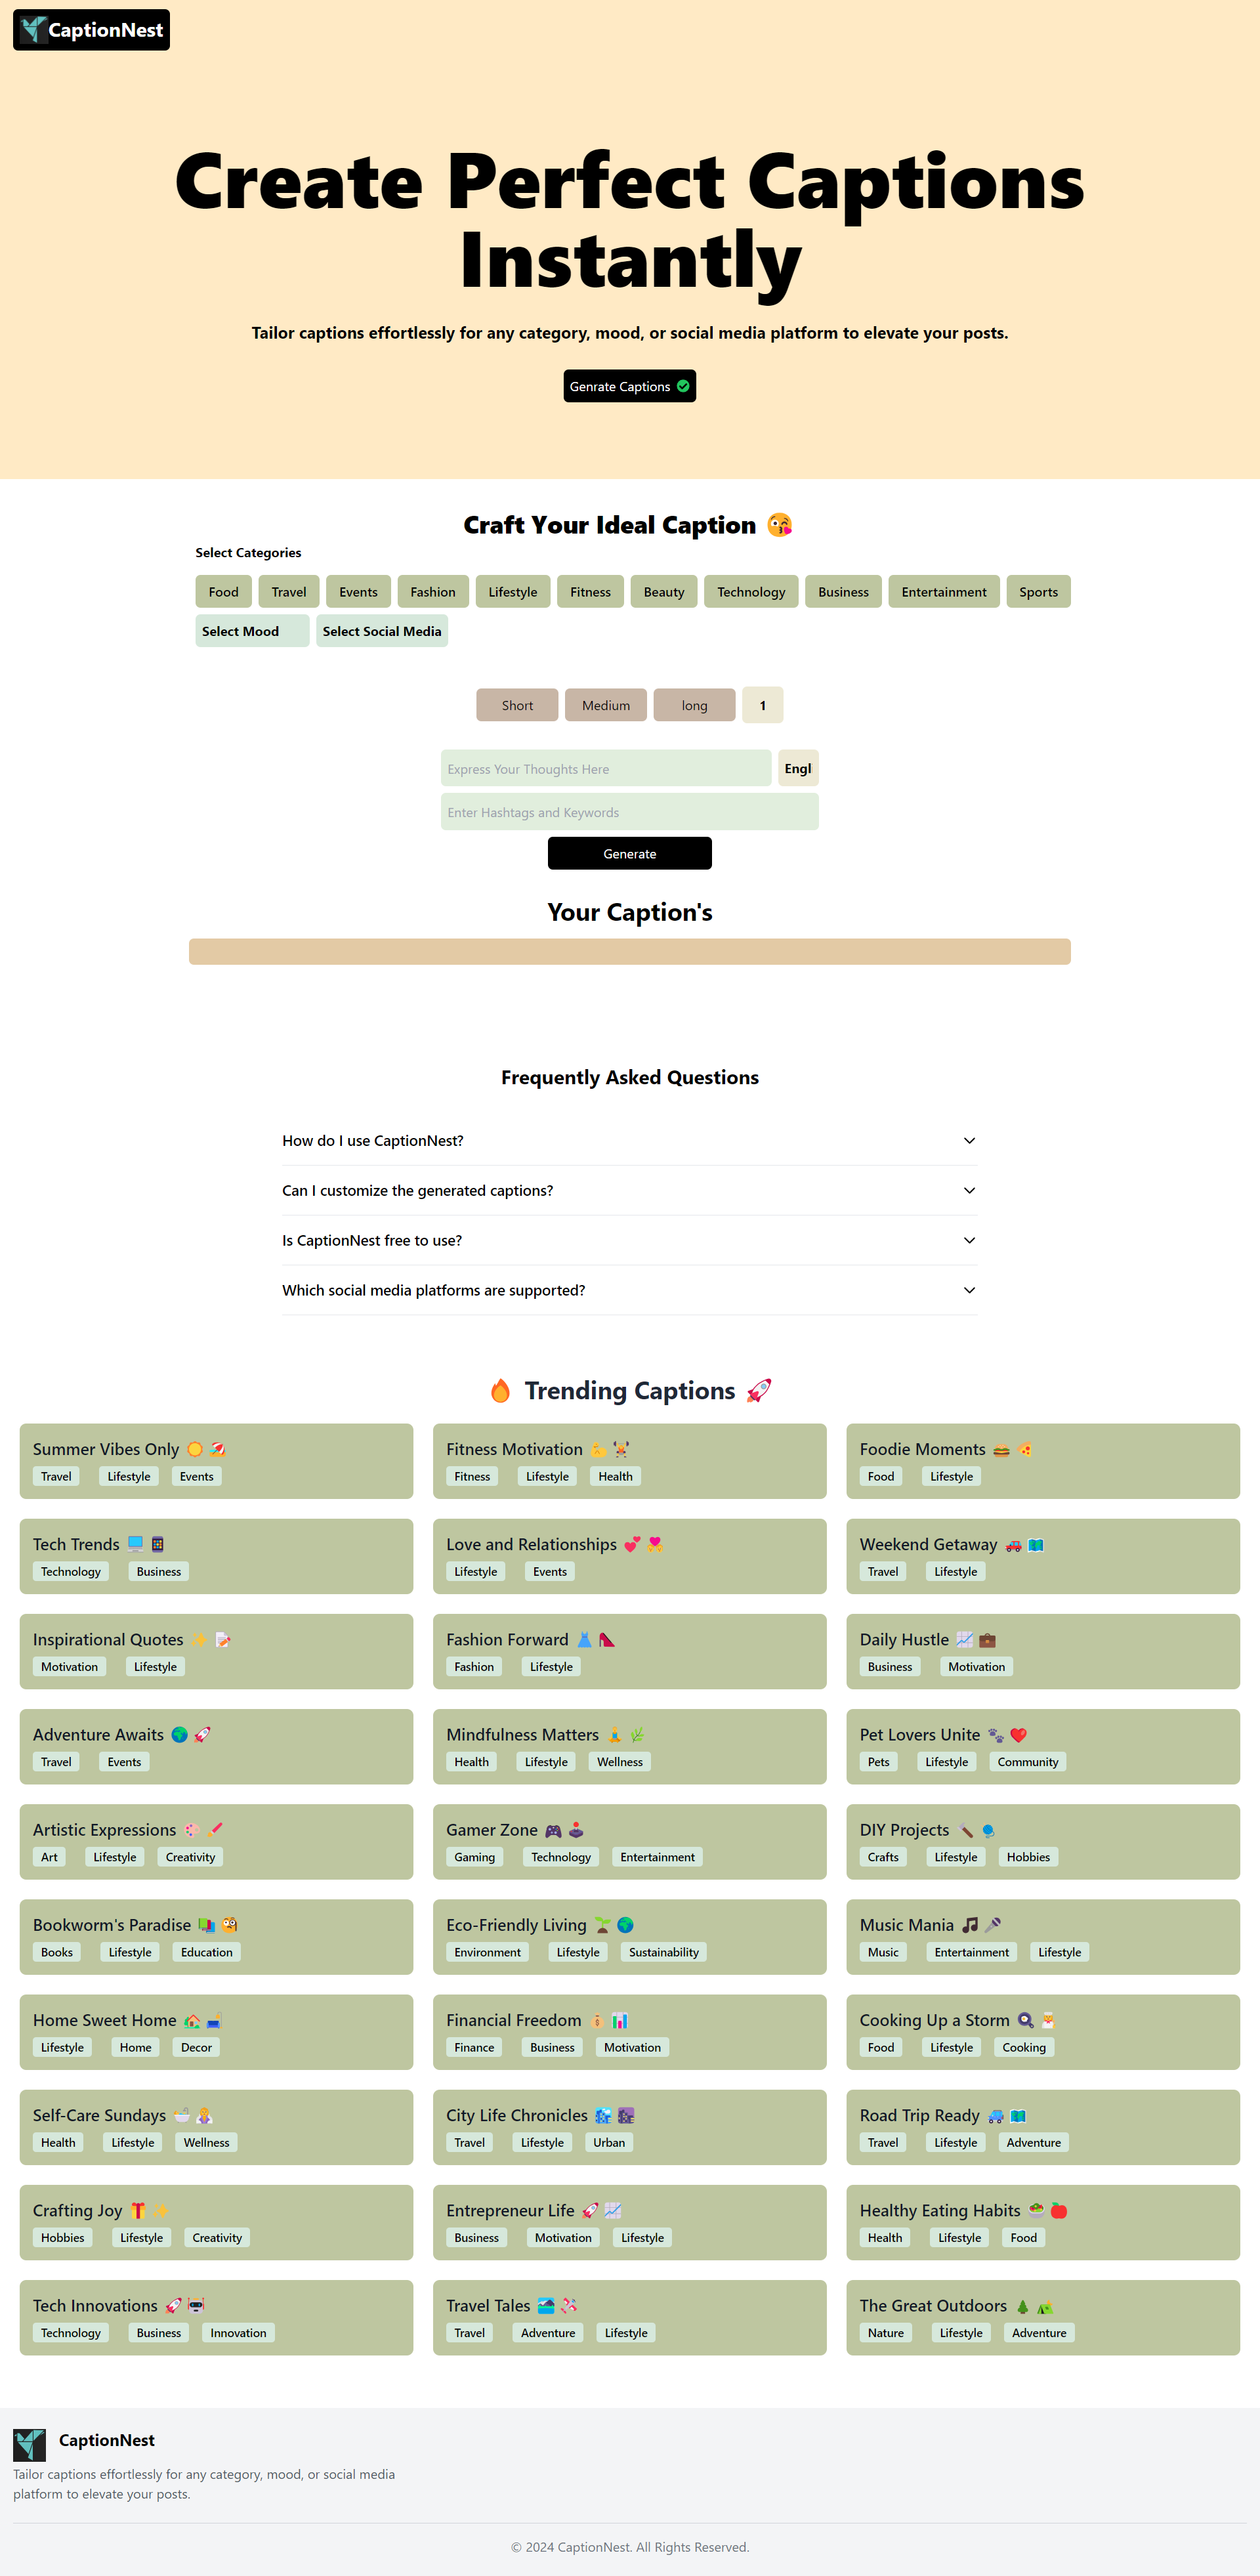 CaptionNest
Create Perfect Captions
Instantly
Tailor captions effortlessly for any category, mood, or social media platform to elevate your posts.
Genrate Captions
Craft Your Ideal Caption 😘
Select Categories
Food Travel Events Fashion Lifestyle Fitness Beauty Technology Business Entertainment Sports
Select Mood Select Social Media
Short Medium long 1
Express Your Thoughts Here Engl
Enter Hashtags and Keywords
Generate
Your Caption's
Frequently Asked Questions
How do I use CaptionNest?
Can I customize the generated captions?
Is CaptionNest free to use?
Which social media platforms are supported?
🔥 Trending Captions 🚀
Summer Vibes Only ☀️🏖️
Travel Lifestyle Events
Fitness Motivation 💪🏋️
Fitness Lifestyle Health
Foodie Moments 🍔🍕
Food Lifestyle
Tech Trends 🖥️📱
Technology Business
Love and Relationships 💕💑
Lifestyle Events
Weekend Getaway 🚗🗺️
Travel Lifestyle
Inspirational Quotes ✨📝
Motivation Lifestyle
Fashion Forward 👗👠
Fashion Lifestyle
Daily Hustle 📈💼
Business Motivation
Adventure Awaits 🌍🚀
Travel Events
Mindfulness Matters 🧘🌿
Health Lifestyle Wellness
Pet Lovers Unite 🐾❤️
Pets Lifestyle Community
Artistic Expressions 🎨🖌️
Art Lifestyle Creativity
Gamer Zone 🎮🕹️
Gaming Technology Entertainment
DIY Projects 🔨🧶
Crafts Lifestyle Hobbies
Bookworm's Paradise 📚🧐
Books Lifestyle Education
Eco-Friendly Living 🌱🌍
Environment Lifestyle Sustainability
Music Mania 🎵🎤
Music Entertainment Lifestyle
Home Sweet Home 🏡🛋️
Lifestyle Home Decor
Financial Freedom 💰📊
Finance Business Motivation
Cooking Up a Storm 🍳👨‍🍳
Food Lifestyle Cooking
Self-Care Sundays 🛀💆‍♀️
Health Lifestyle Wellness
City Life Chronicles 🏙️🌆
Travel Lifestyle Urban
Road Trip Ready 🚙🗺️
Travel Lifestyle Adventure
Crafting Joy 🎁✨
Hobbies Lifestyle Creativity
Entrepreneur Life 🚀📈
Business Motivation Lifestyle
Healthy Eating Habits 🥗🍎
Health Lifestyle Food
Tech Innovations 🚀🤖
Technology Business Innovation
Travel Tales 🏞️✈️
Travel Adventure Lifestyle
The Great Outdoors 🌲🏕️
Nature Lifestyle Adventure
CaptionNest
Tailor captions effortlessly for any category, mood, or social media
platform to elevate your posts.
© 2024 CaptionNest. All Rights Reserved.